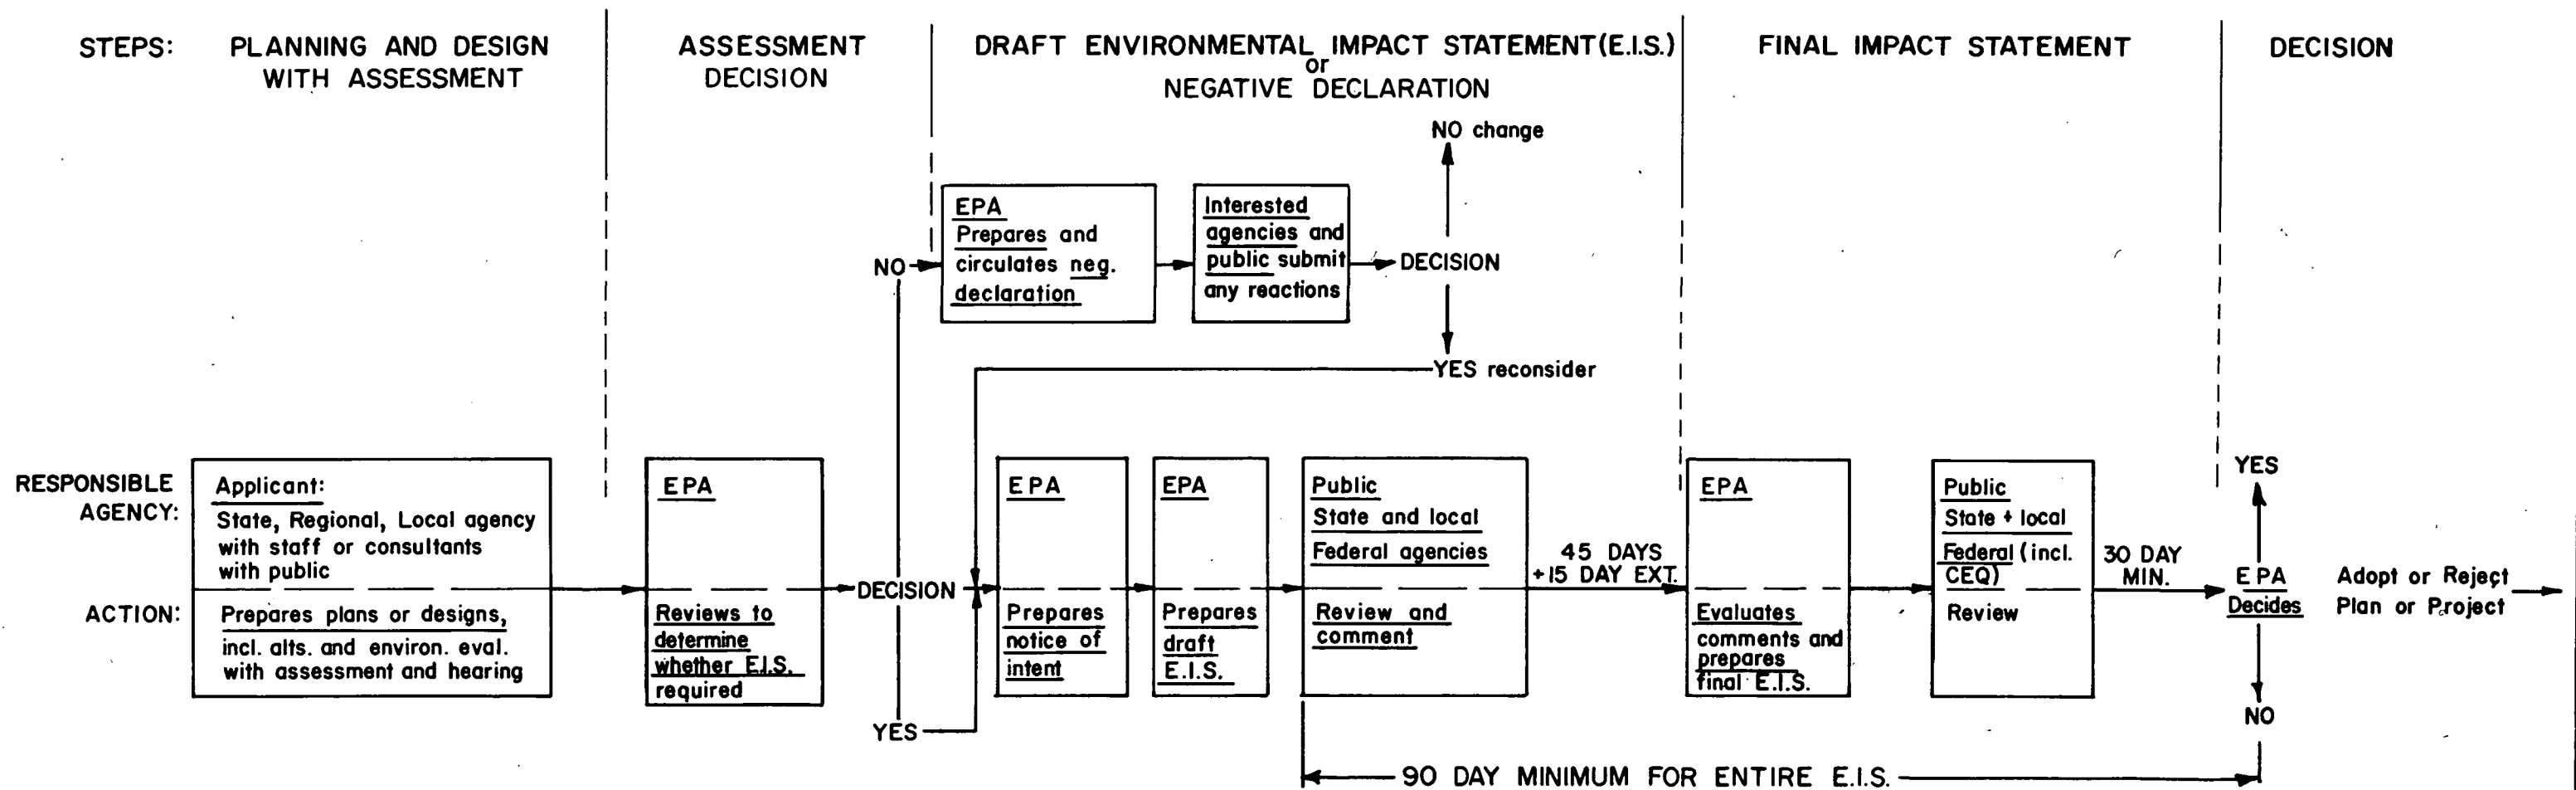 STEPS:
PLANNING AND DESIGN
WITH ASSESSMENT
ASSESSMENT
DECISION
DRAFT ENVIRONMENTAL IMPACT STATEMENT (E.I.S.)
or
NEGATIVE DECLARATION
FINAL IMPACT STATEMENT
DECISION
NO change
EPA
Prepares and
circulates neg.
declaration
Interested
agencies and
public submit
any reactions
NO
DECISION
YES reconsider
RESPONSIBLE
AGENCY:
ACTION:
Applicant:
State, Regional, Local agency
with staff or consultants
with public
Prepares plans or designs,
incl. alts. and environ. eval.
with assessment and hearing
EPA
Reviews to
determine
whether E.I.S.
required
DECISION
YES
EPA
Prepares
notice of
intent
EPA
Prepares
draft
E.I.S.
Public
State and local
Federal agencies
Review and
comment
45 DAYS
+15 DAY EXT.
EPA
Evaluates
comments and
prepares
final E.I.S.
Public
State + local
Federal (incl.
CEQ)
Review
30 DAY
MIN.
YES
EPA
Decides
NO
Adopt or Reject
Plan or Project
90 DAY MINIMUM FOR ENTIRE E.I.S.